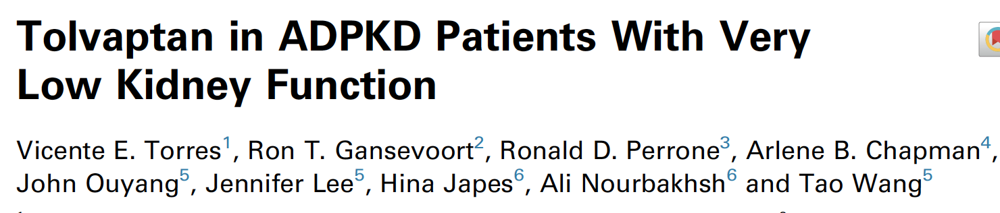 Tolvaptan in ADPKD Patients With Very
Low Kidney Function
Vicente E. Torres1, Ron T. Gansevoort2, Ronald D. Perrone3, Arlene B. Chapman4,
John Ouyang5, Jennifer Lee5, Hina Japes6, Ali Nourbakhsh6 and Tao Wang5